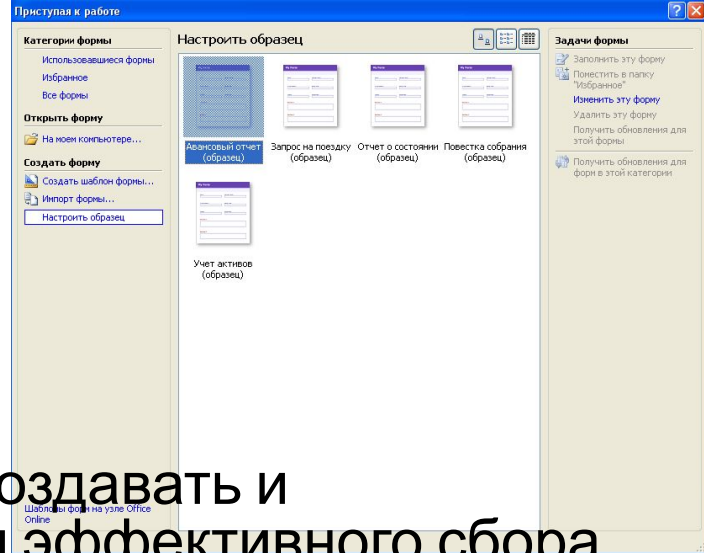 Приступая к работе
Категории формы
Использовавшиеся формы
Избранное
Все формы
Открыть форму
На моем компьютере...
Создать форму
Создать шаблон формы...
Импорт формы...
Настроить образец
Шаблоны форм на узле Office
Online
Настроить образец
Авансовый отчет
(образец)
Запрос на поездку
(образец)
Отчет о состоянии
(образец)
Повестка собрания
(образец)
Учет активов
(образец)
Задачи формы
Заполнить эту форму
Поместить в папку
"Избранное"
Изменить эту форму
Удалить эту форму
Получить обновления для
этой формы
Получить обновления для
форм в этой категории
оздавать и
эффективного сбора